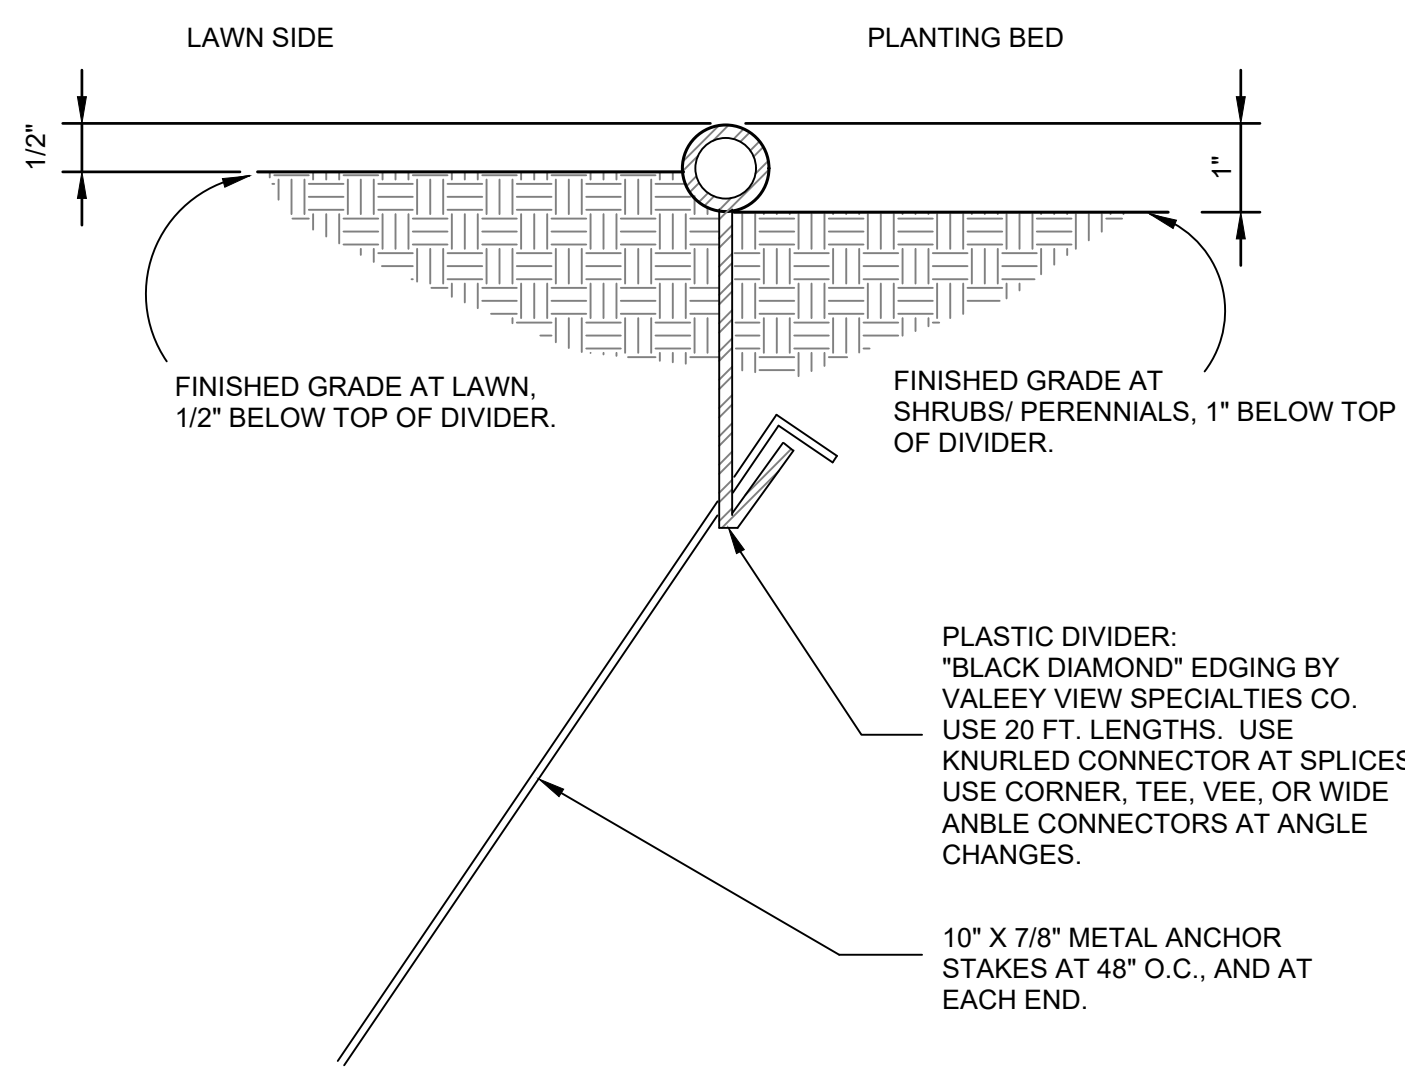 LAWN SIDE
PLANTING BED
1/2"
1"
FINISHED GRADE AT LAWN,
1/2" BELOW TOP OF DIVIDER.
FINISHED GRADE AT
SHRUBS/ PERENNIALS, 1" BELOW TOP
OF DIVIDER.
PLASTIC DIVIDER:
"BLACK DIAMOND" EDGING BY
VALEEY VIEW SPECIALTIES CO.
USE 20 FT. LENGTHS.  USE
KNURLED CONNECTOR AT SPLICES
USE CORNER, TEE, VEE, OR WIDE
ANBLE CONNECTORS AT ANGLE
CHANGES.
10" X 7/8" METAL ANCHOR
STAKES AT 48" O.C., AND AT
EACH END.